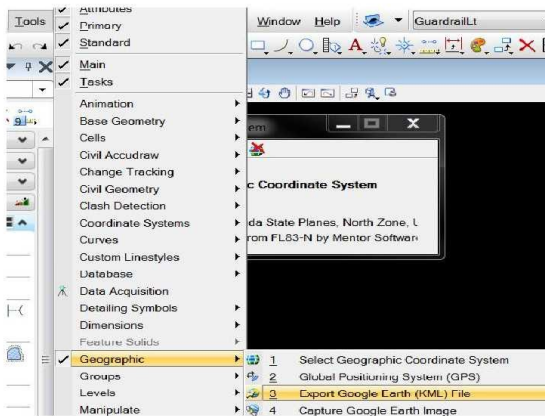 Attributes
Tools
Primary
Window Help
GuardrailLt
Standard
Main
Tasks
Animation
Base Geometry
Cells
Civil Accudraw
Change Tracking
Civil Geometry
Clash Detection
Coordinate Systems
Curves
Custom Linestyles
Database
Data Acquisition
Detailing Symbols
Dimensions
Feature Solids
Geographic
Groups
Levels
Manipulate
em
c Coordinate System
da State Planes, North Zone, U
rom FL83-N by Mentor Software
1 Select Geographic Coordinate System
2 Global Positioning System (GPS)
3 Export Google Earth (KML) File
4 Capture Google Earth Image